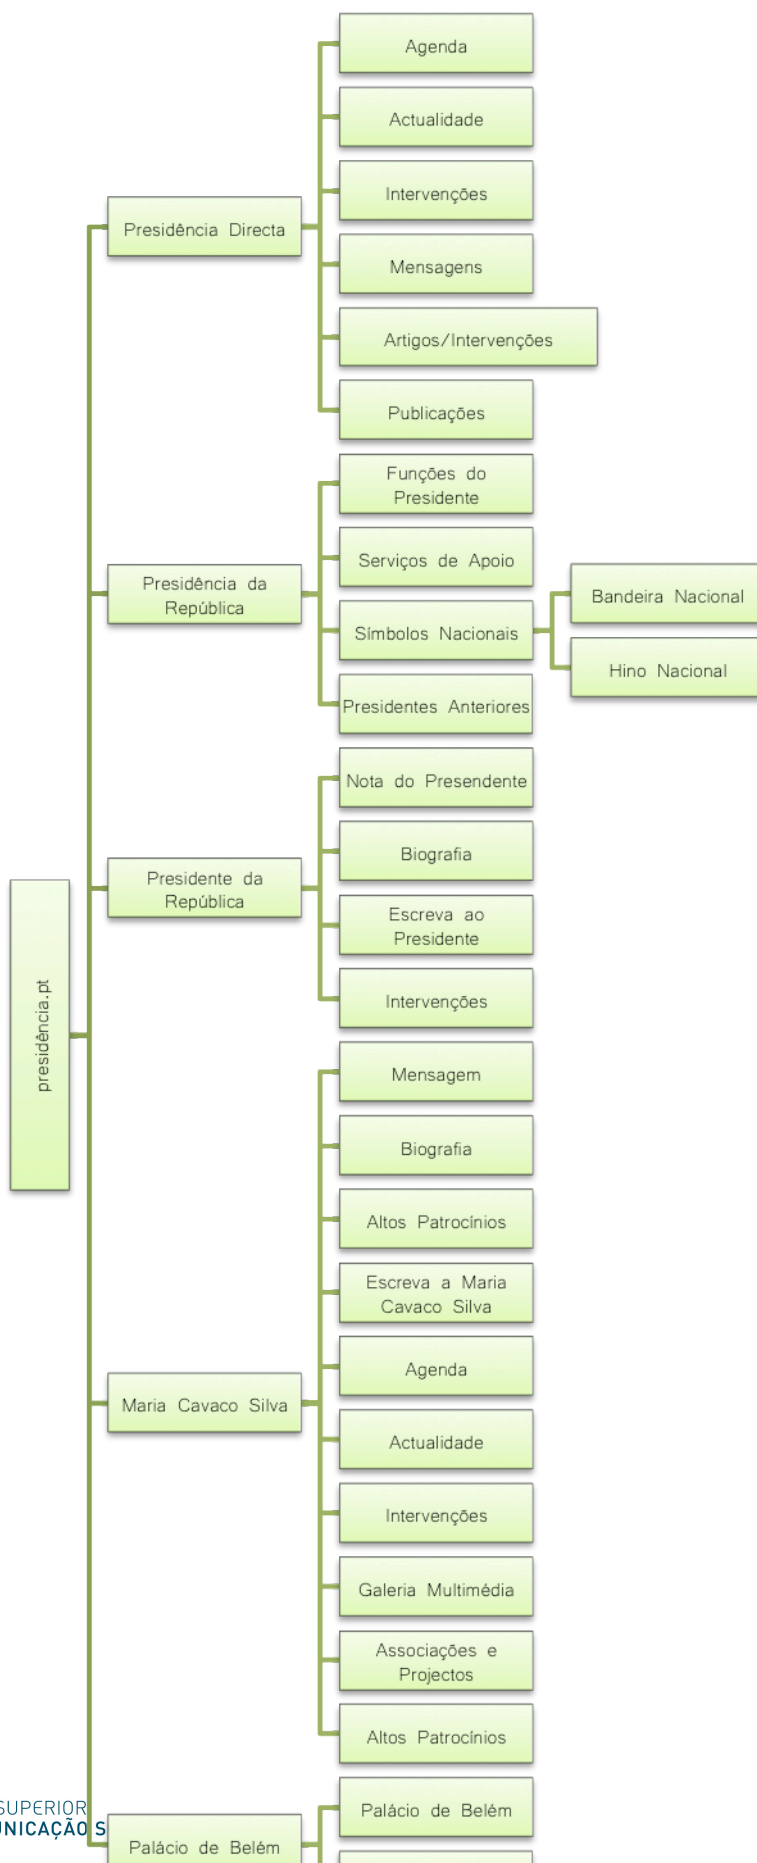 Agenda
Actualidade
Intervenções
Presidência Directa
Mensagens
Artigos/Intervenções
Publicações
Funções do
Presidente
Serviços de Apoio
Presidência da
República
Símbolos Nacionais
Bandeira Nacional
Hino Nacional
Presidentes Anteriores
Nota do Presendente
Biografia
Presidente da
República
Escreva ao
Presidente
Intervenções
presidência.pt
Mensagem
Biografia
Altos Patrocínios
Escreva a Maria
Cavaco Silva
Agenda
Maria Cavaco Silva
Actualidade
Intervenções
Galeria Multimédia
Associações e
Projectos
Altos Patrocínios
Palácio de Belém
SUPERIOR
UNICAÇÃO S
Palácio de Belém